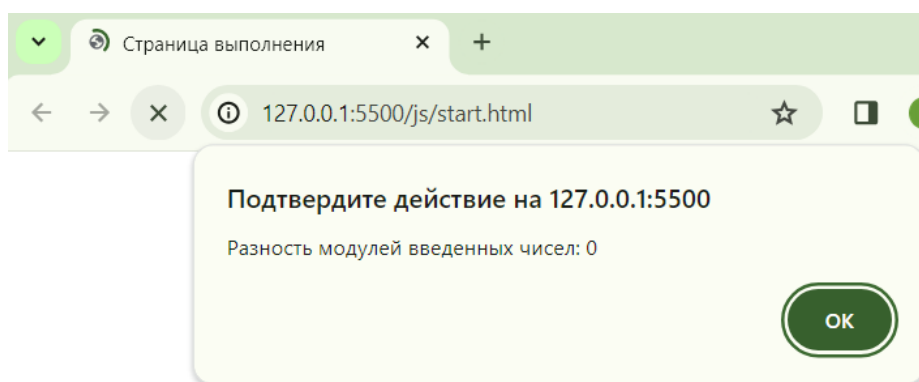 Страница выполнения
127.0.0.1:5500/js/start.html
Подтвердите действие на 127.0.0.1:5500
Разность модулей введенных чисел: 0
ОК